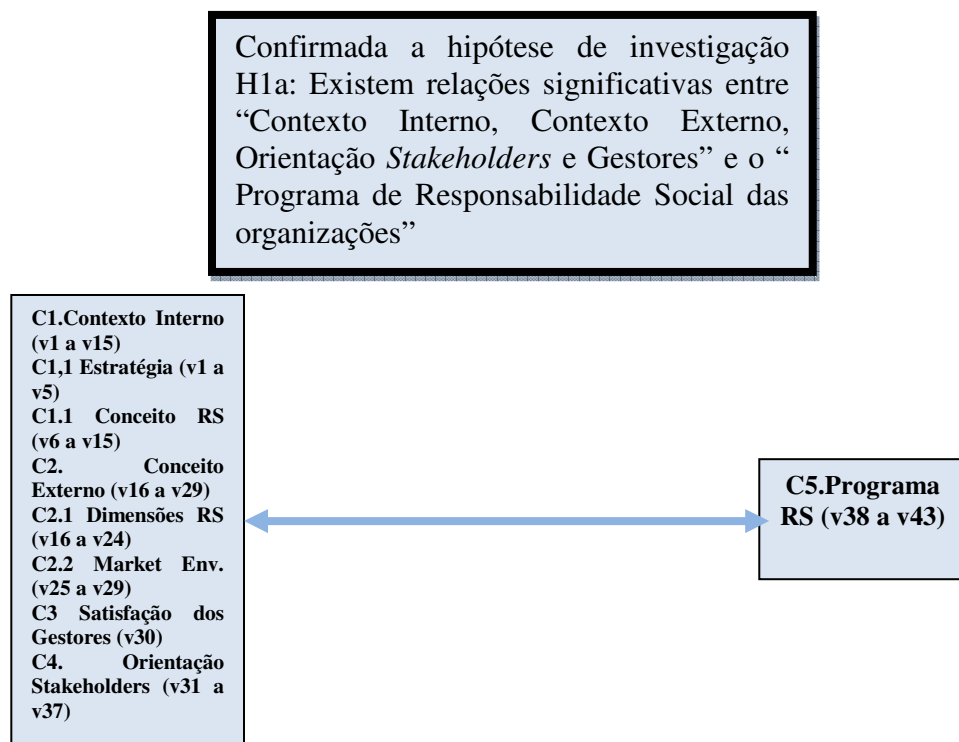 Confirmada a hipótese de investigação
H1a: Existem relações significativas entre
“Contexto Interno, Contexto Externo,
Orientação Stakeholders e Gestores” e o “
Programa de Responsabilidade Social das
organizações”
C1.Contexto Interno
(v1 a v15)
C1,1 Estratégia (v1 a
v5)
C1.1 Conceito RS
(v6 a v15)
C2. Conceito
Externo (v16 a v29)
C2.1 Dimensões RS
(v16 a v24)
C2.2 Market Env.
(v25 a v29)
C3 Satisfação dos
Gestores (v30)
C4. Orientação
Stakeholders (v31 a
v37)
C5.Programa
RS (v38 a v43)